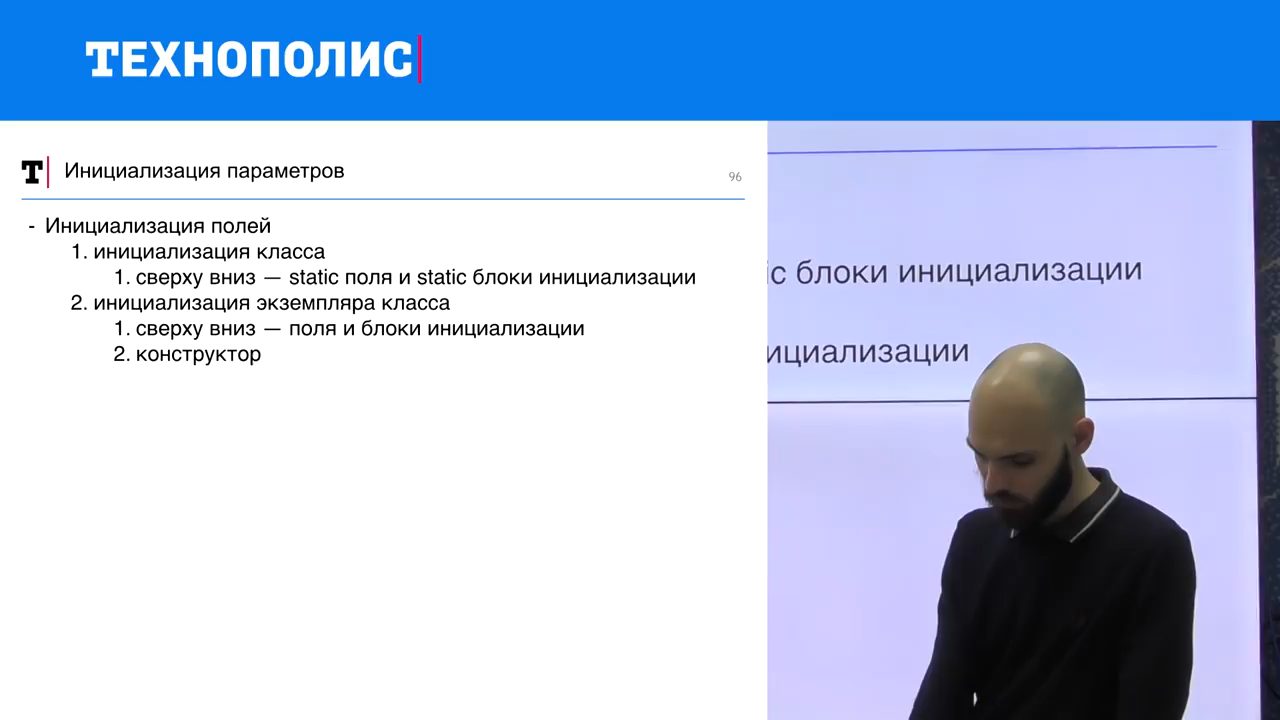 ТЕХНОПОЛИС
Т
Инициализация параметров
96
- Инициализация полей
1. инициализация класса
1. сверху вниз — static поля и static блоки инициализации
2. инициализация экземпляра класса
1. сверху вниз — поля и блоки инициализации
2. конструктор
ic блоки инициализации
ициализации